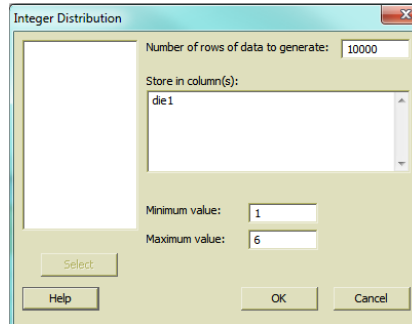 Integer Distribution
Number of rows of data to generate: 10000
Store in column(s):
die1
Minimum value: 1
Maximum value: 6
Select
Help OK Cancel